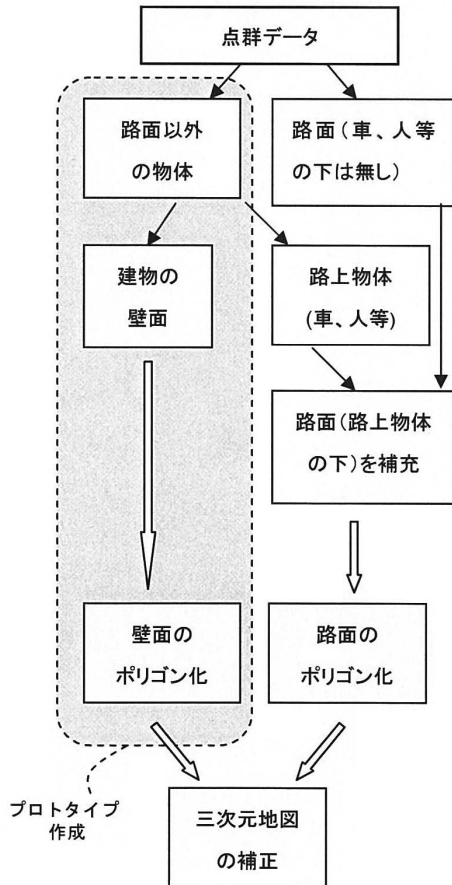 点群データ
路面以外
の物体
路面(車、人等
の下は無し)
建物の
壁面
路上物体
(車、人等)
路面(路上物体
の下)を補充
壁面の
ポリゴン化
路面の
ポリゴン化
プロトタイプ
作成
三次元地図
の補正